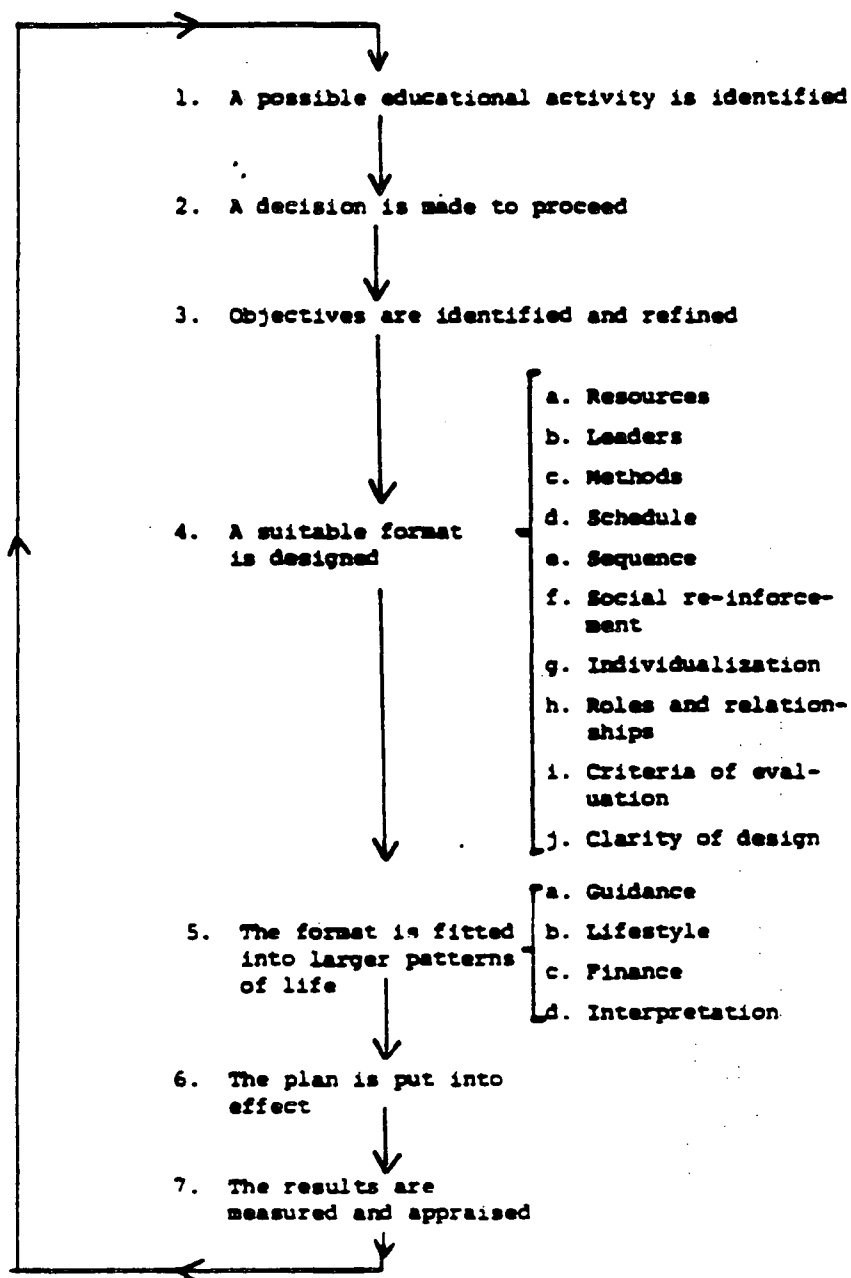 1. A possible educational activity is identified
2. A decision is made to proceed
3. Objectives are identified and refined
4. A suitable format
is designed
a. Resources
b. Leaders
c. Methods
d. Schedule
e. Sequence
f. Social re-inforce-
ment
g. Individualization
h. Roles and relation-
ships
i. Criteria of eval-
uation
j. Clarity of design
5. The format is fitted
into larger patterns
of life
a. Guidance
b. Lifestyle
c. Finance
d. Interpretation
6. The plan is put into
effect
7. The results are
measured and appraised